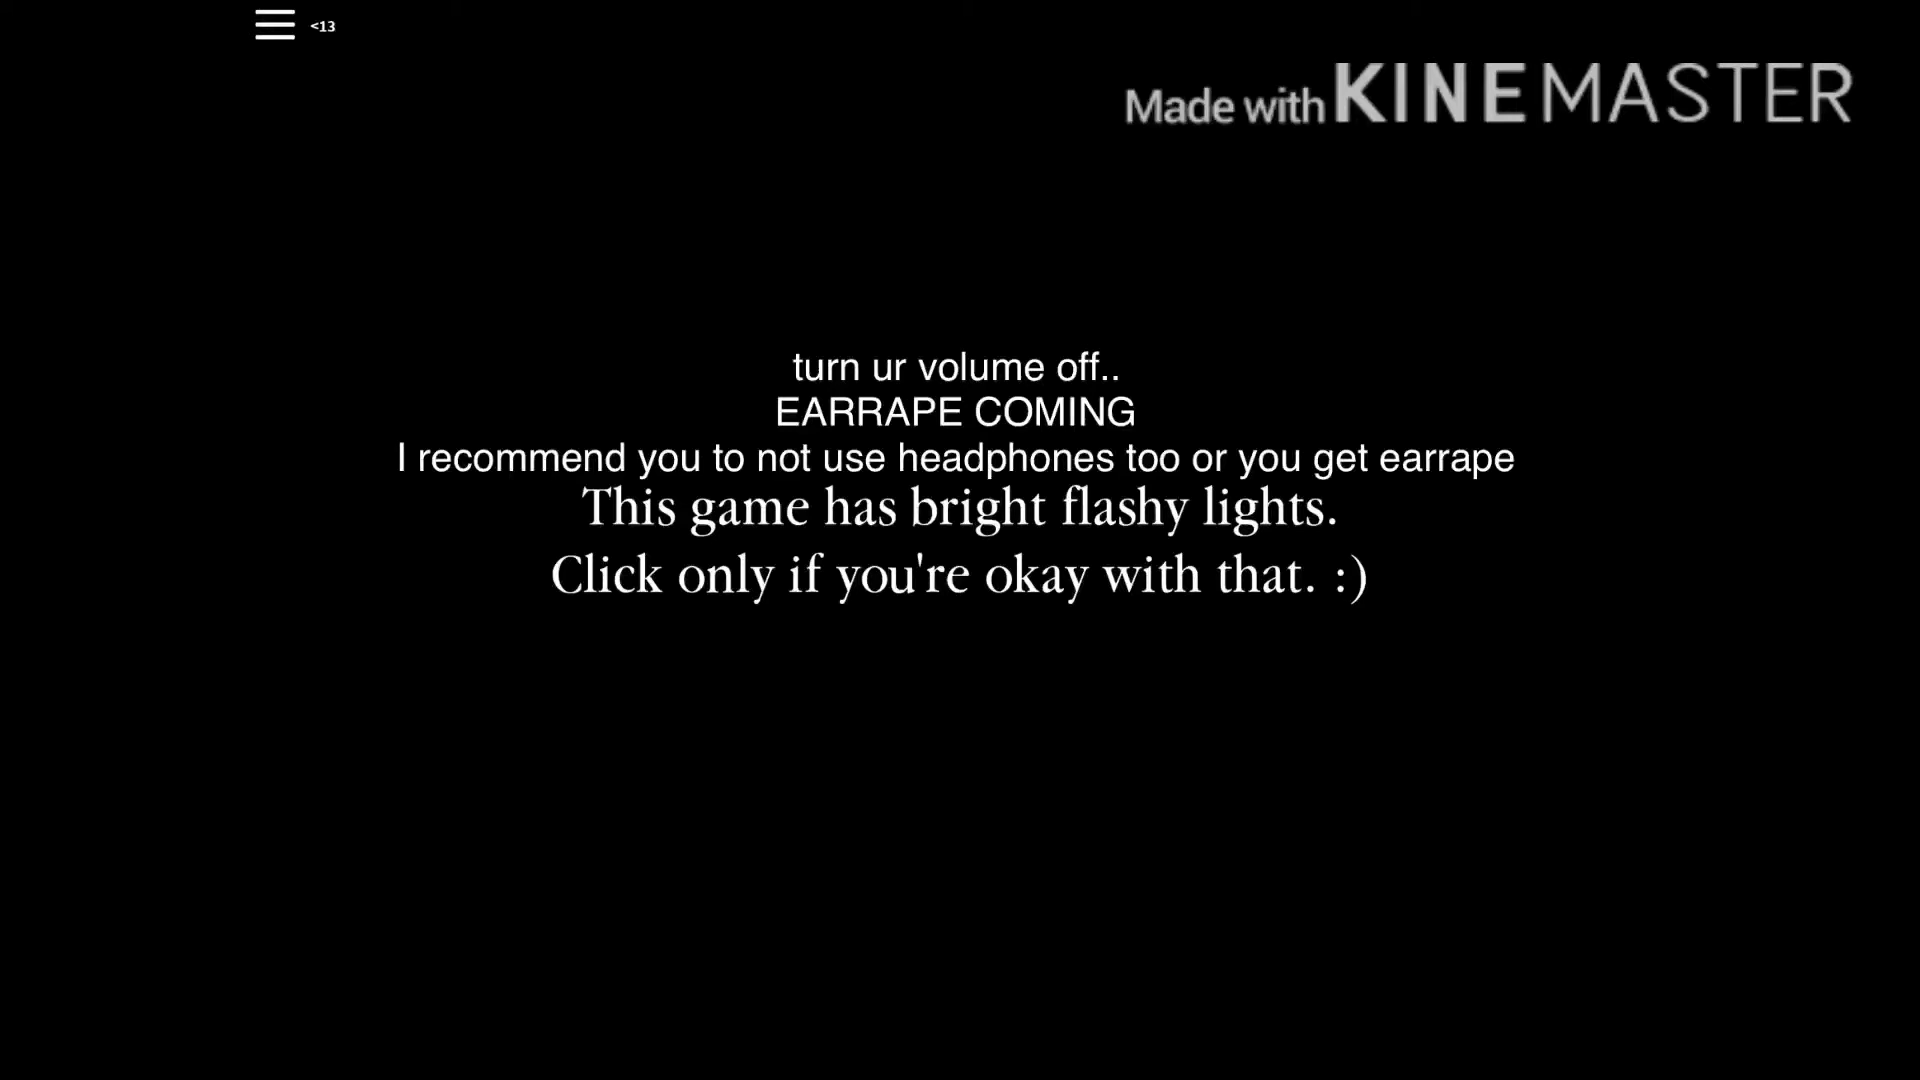 <13
Made with KINEMASTER
turn ur volume off..
EARRAPE COMING
I recommend you to not use headphones too or you get earrape
This game has bright flashy lights.
Click only if you're okay with that. :)